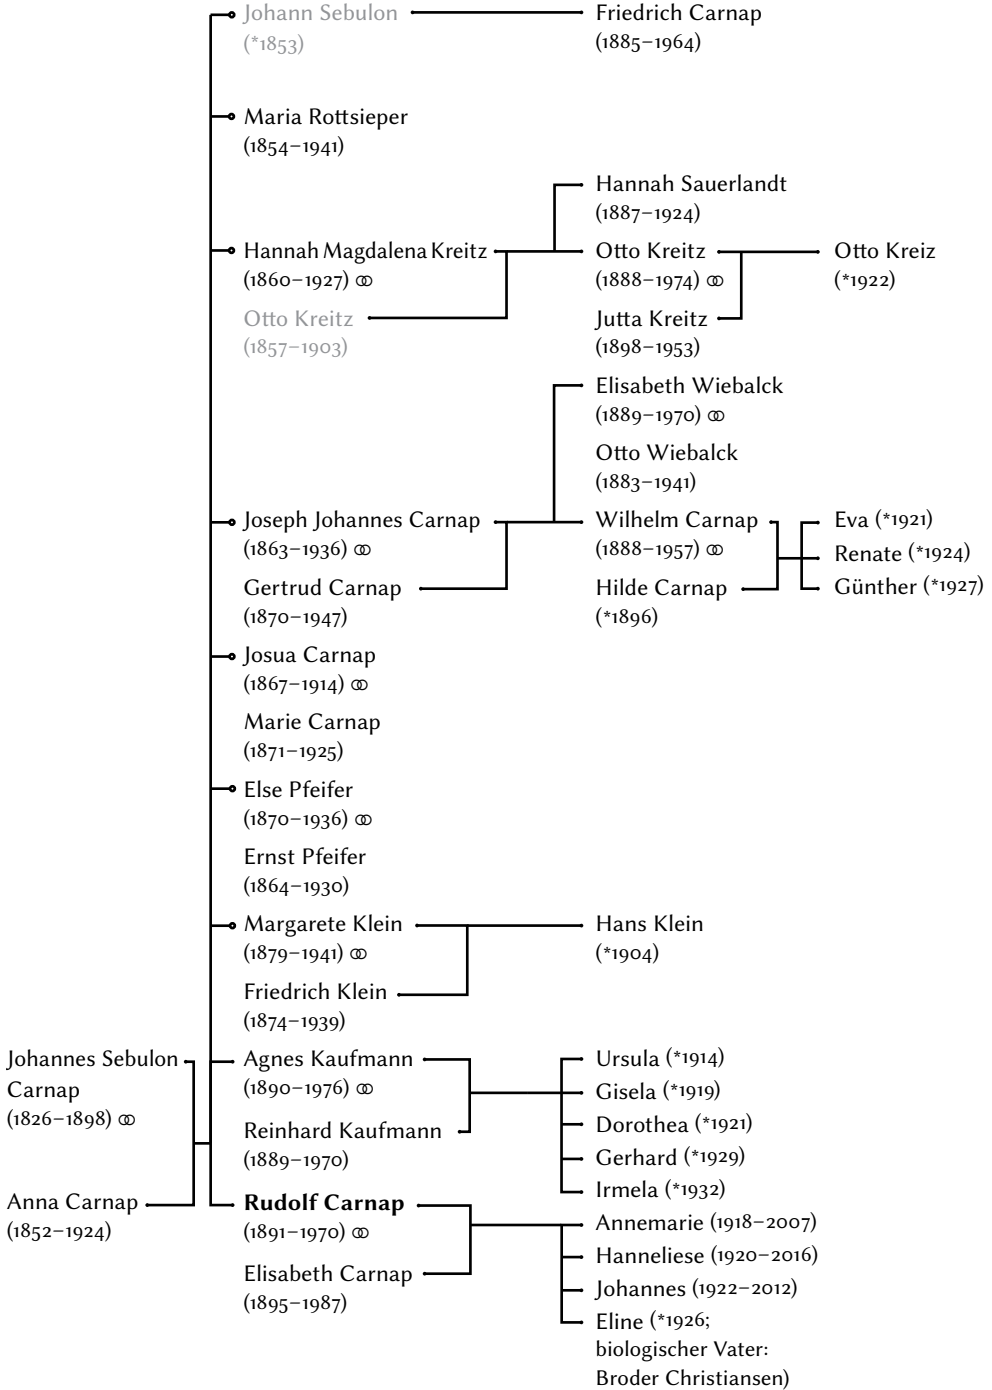 Johann Sebulon
(*1853)
Friedrich Carnap
(1885–1964)
Maria Rottsieper
(1854–1941)
Hannah Sauerlandt
(1887–1924)
Hannah Magdalena Kreitz
(1860–1927) ⚭
Otto Kreitz
(1888–1974) ⚭
Otto Kreiz
(*1922)
Otto Kreitz
(1857–1903)
Jutta Kreitz
(1898–1953)
Elisabeth Wiebalck
(1889–1970) ⚭
Otto Wiebalck
(1883–1941)
Joseph Johannes Carnap
(1863–1936) ⚭
Wilhelm Carnap
(1888–1957) ⚭
Eva (*1921)
Renate (*1924)
Günther (*1927)
Gertrud Carnap
(1870–1947)
Hilde Carnap
(*1896)
Josua Carnap
(1867–1914) ⚭
Marie Carnap
(1871–1925)
Else Pfeifer
(1870–1936) ⚭
Ernst Pfeifer
(1864–1930)
Margarete Klein
(1879–1941) ⚭
Hans Klein
(*1904)
Friedrich Klein
(1874–1939)
Johannes Sebulon
Carnap
(1826–1898) ⚭
Agnes Kaufmann
(1890–1976) ⚭
Reinhard Kaufmann
(1889–1970)
Ursula (*1914)
Gisela (*1919)
Dorothea (*1921)
Gerhard (*1929)
Irmela (*1932)
Anna Carnap
(1852–1924)
Rudolf Carnap
(1891–1970) ⚭
Elisabeth Carnap
(1895–1987)
Annemarie (1918–2007)
Hanneliese (1920–2016)
Johannes (1922–2012)
Eline (*1926;
biologischer Vater:
Broder Christiansen)